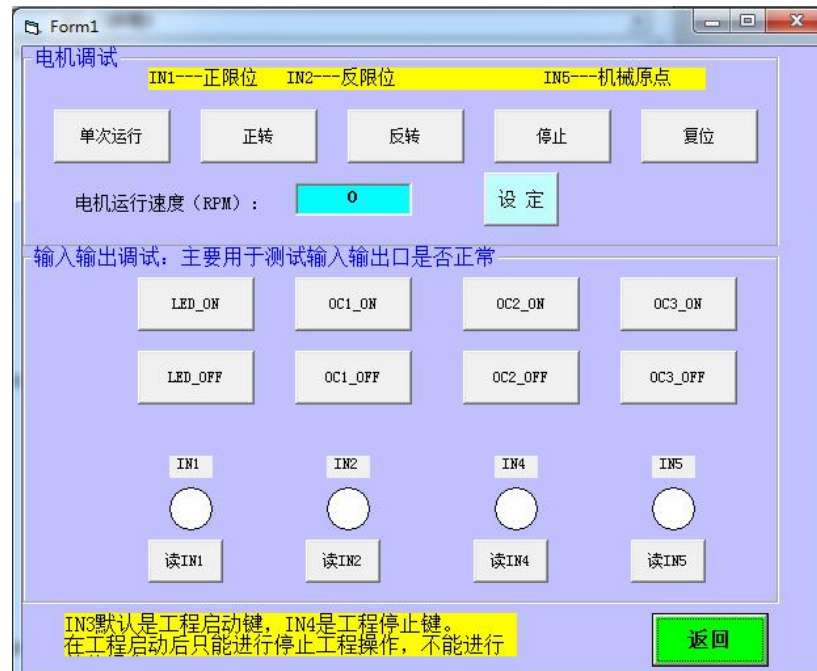 Form1
电机调试
IN1---正限位 IN2---反限位 IN5---机械原点
单次运行 正转 反转 停止 复位
电机运行速度（RPM）: 0 设 定
输入输出调试: 主要用于测试输入输出口是否正常
LED_ON OC1_ON OC2_ON OC3_ON
LED_OFF OC1_OFF OC2_OFF OC3_OFF
IN1 IN2 IN4 IN5
读IN1 读IN2 读IN4 读IN5
IN3默认是工程启动键, IN4是工程停止键。
在工程启动后只能进行停止工程操作, 不能进行
返回